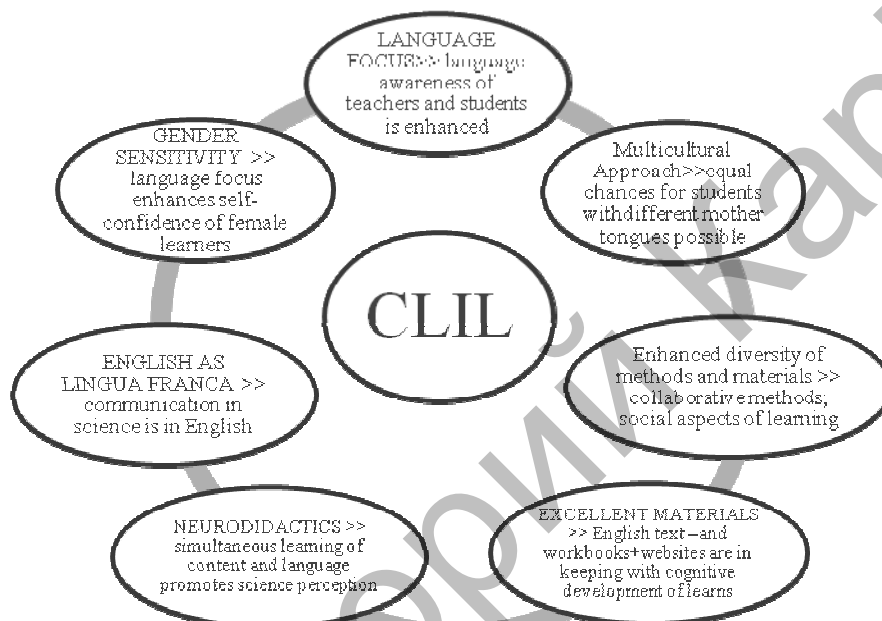 LANGUAGE
FOCUS>> language
awareness of
teachers and students
is enhanced
GENDER
SENSITIVITY >>
language focus
enhances self-
confidence of female
learners
Multicultural
Approach>>equal
chances for students
withdifferent mother
tongues possible
CLIL
ENGLISH AS
LINGUA FRANCA >>
communication in
science is in English
Enhanced diversity of
methods and materials >>
collaborative methods;
social aspects of learning
NEURODIDACTICS >>
simultaneous learning of
content and language
promotes science perception
EXCELLENT MATERIALS
>> English text –and
workbooks+websites are in
keeping with cognitive
development of learns